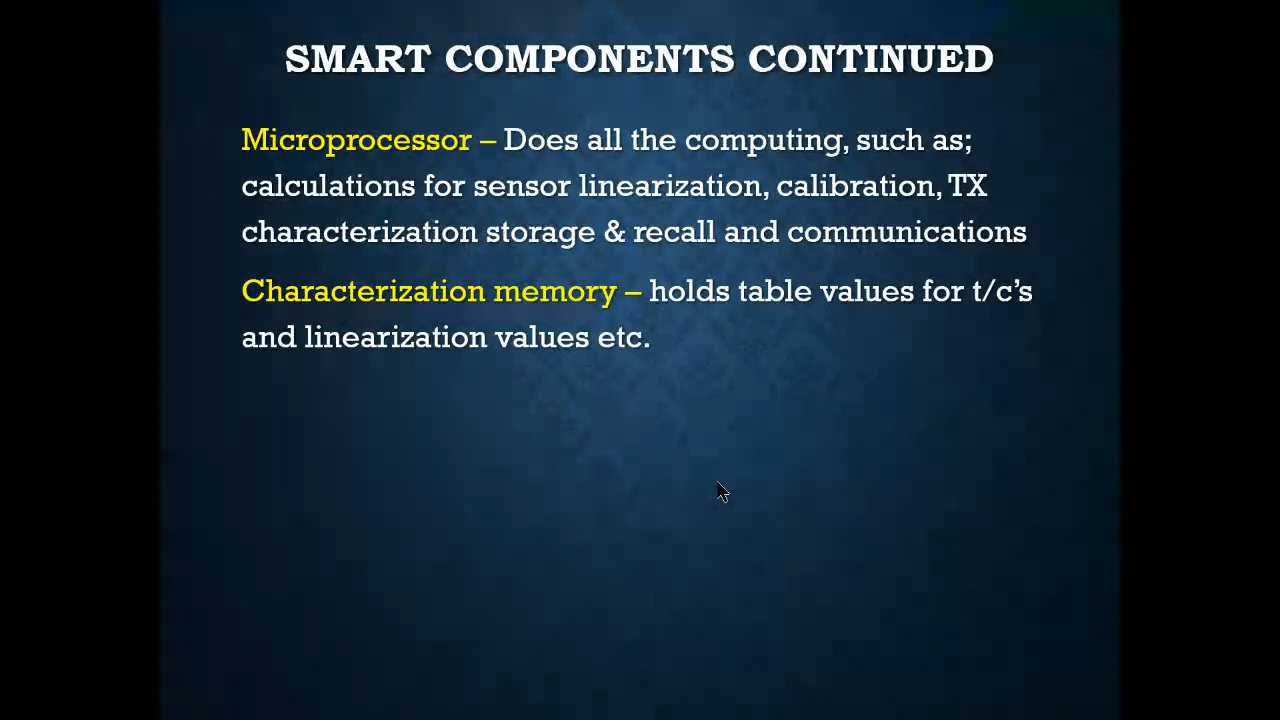 SMART COMPONENTS CONTINUED
Microprocessor – Does all the computing, such as;
calculations for sensor linearization, calibration, TX
characterization storage & recall and communications
Characterization memory – holds table values for t/c’s
and linearization values etc.